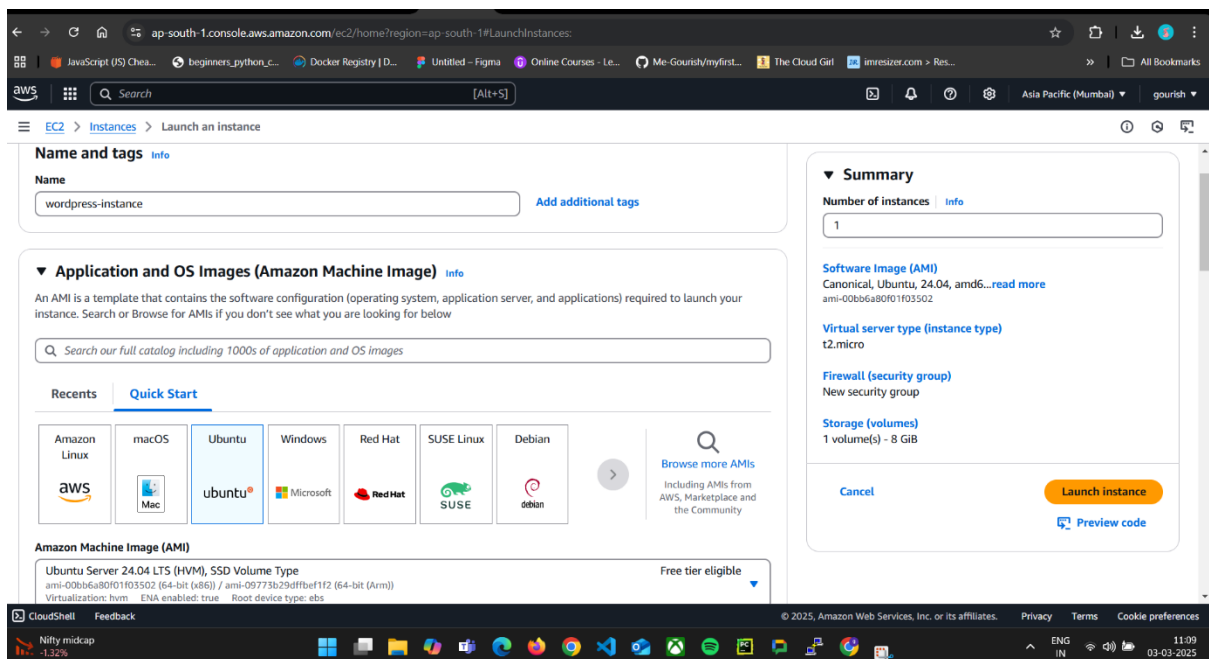 ap-south-1.console.aws.amazon.com/ec2/home?region=ap-south-1#LaunchInstances:
JavaScript (JS) Chea... beginners_python_c... Docker Registry | D... Untitled – Figma Online Courses - Le... Me-Gourish/myfirst... The Cloud Girl imresizer.com > Res... » All Bookmarks
aws Search [Alt+S] Asia Pacific (Mumbai) gourish
EC2 > Instances > Launch an instance
Name and tags Info
Name
wordpress-instance Add additional tags
Application and OS Images (Amazon Machine Image) Info
An AMI is a template that contains the software configuration (operating system, application server, and applications) required to launch your
instance. Search or Browse for AMIs if you don't see what you are looking for
below
Search our full catalog including 1000s of application and OS images
Recents Quick Start
Amazon
Linux
aws
macOS
Mac
Ubuntu
ubuntu®
Windows
Microsoft
Red Hat
Red Hat
SUSE Linux
SUSE
Debian
debian
Browse more AMIs
Including AMIs from
AWS, Marketplace and
the Community
Amazon Machine Image (AMI)
Ubuntu Server 24.04 LTS (HVM), SSD Volume Type Free tier eligible
ami-00bb6a80f01f03502 (64-bit (x86)) / ami-09773b29dffbef1f2 (64-bit (Arm))
Virtualization: hvm ENA enabled: true Root device type: ebs
Summary
Number of instances Info
1
Software Image (AMI)
Canonical, Ubuntu, 24.04, amd6...read more
ami-00bb6a80f01f03502
Virtual server type (instance type)
t2.micro
Firewall (security group)
New security group
Storage (volumes)
1 volume(s) - 8 GiB
Cancel Launch instance
Preview code
CloudShell Feedback © 2025, Amazon Web Services, Inc. or its affiliates. Privacy Terms Cookie preferences
Nifty midcap
-1.32%
ENG
IN
11:09
03-03-2025